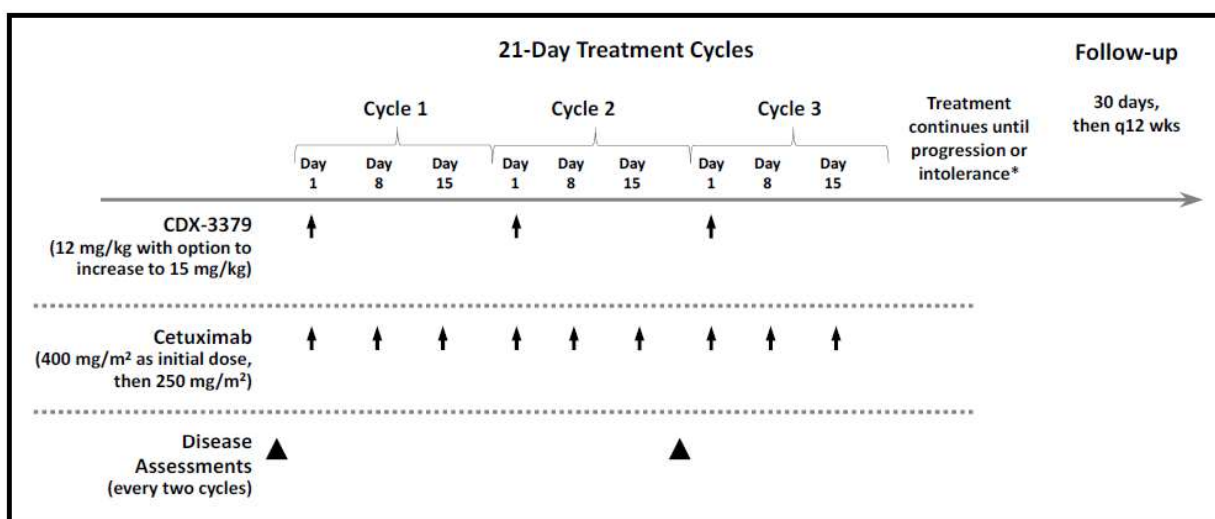 21-Day Treatment Cycles
Follow-up
Cycle 1
Cycle 2
Cycle 3
Treatment
continues until
progression or
intolerance*
30 days,
then q12 wks
Day Day Day Day Day Day Day Day Day
1 8 15 1 8 15 1 8 15
CDX-3379
(12 mg/kg with option to
increase to 15 mg/kg)
Cetuximab
(400 mg/m² as initial dose,
then 250 mg/m²)
Disease
Assessments
(every two cycles)